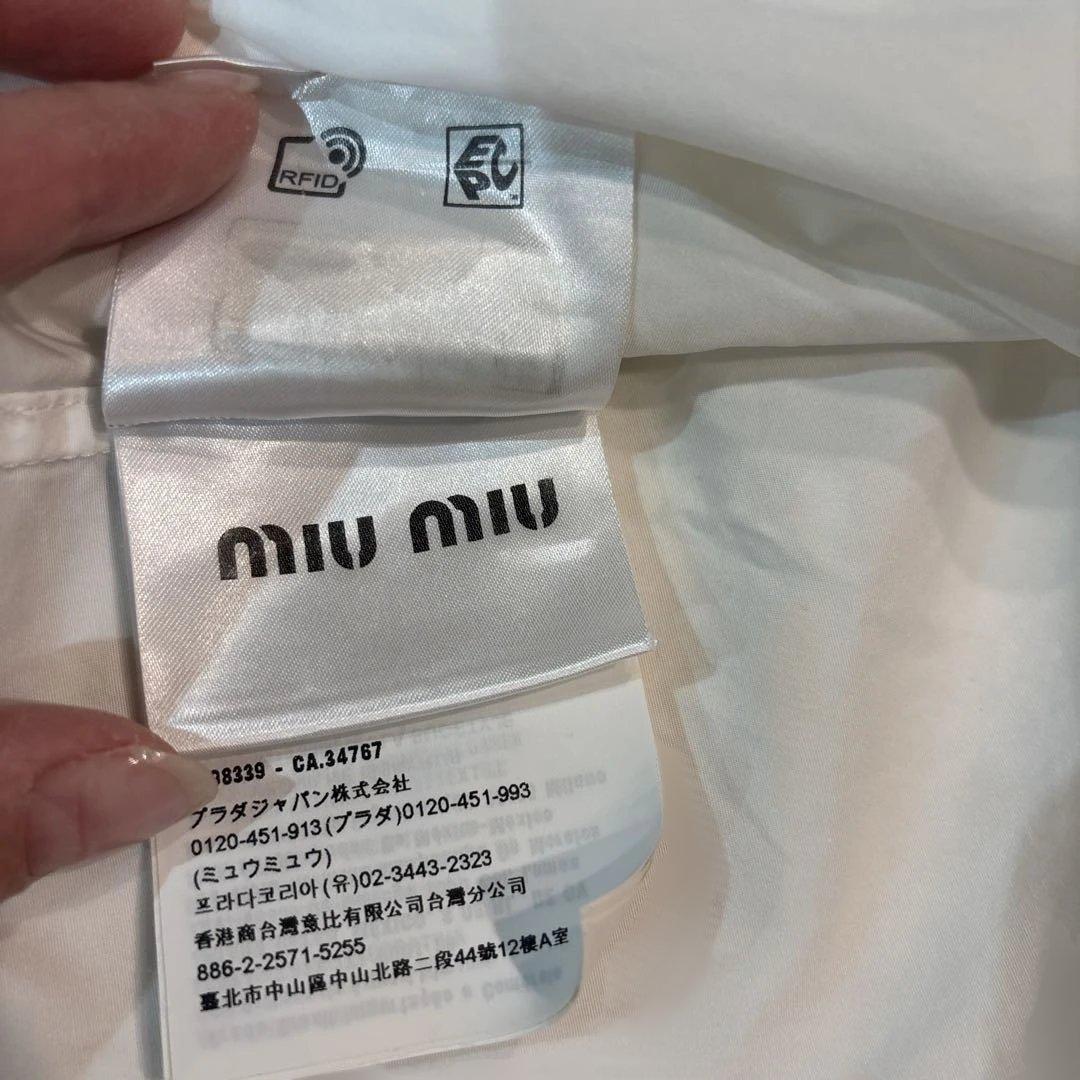 RFID
EPC
miu miu
38339 - CA.34767
プラダジャパン株式会社
0120-451-913(プラダ)0120-451-993
(ミュウミュウ)
프라다코리아(유)02-3443-2323
香港商台灣意比有限公司台灣分公司
886-2-2571-5255
臺北市中山區中山北路二段44號12樓A室